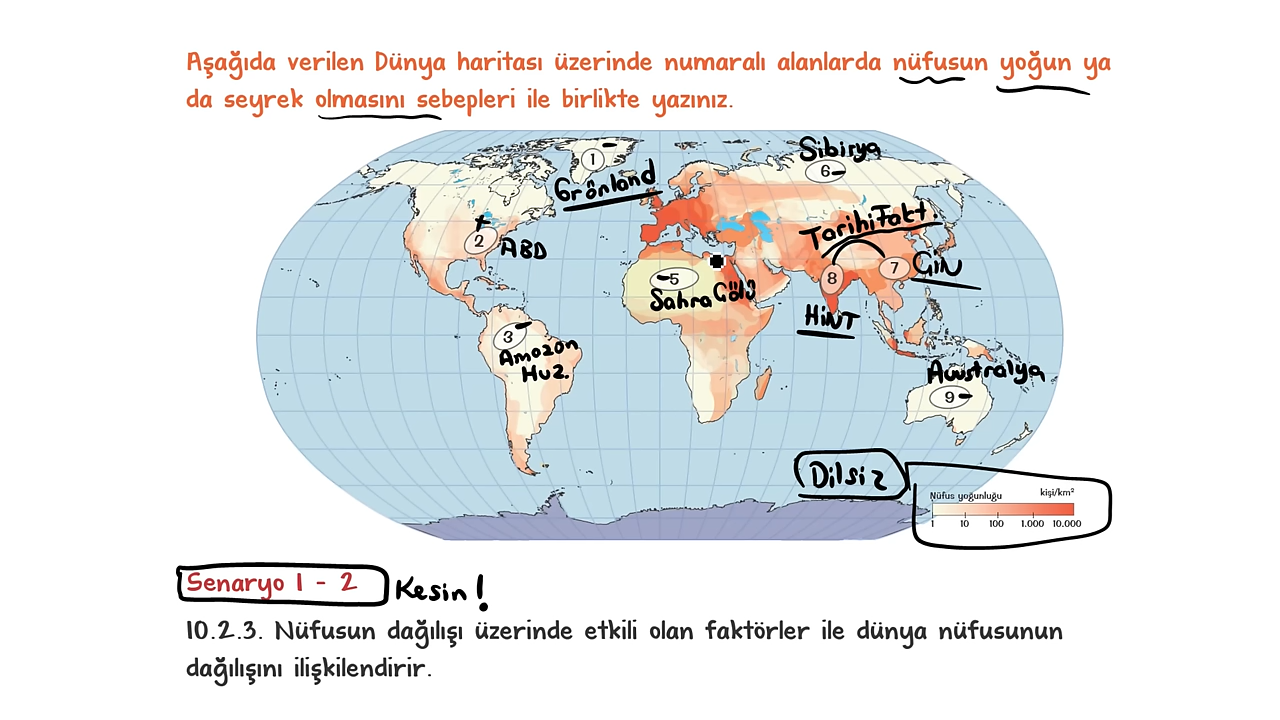 Aşağıda verilen Dünya haritası üzerinde numaralı alanlarda nüfusun yoğun ya
da seyrek olmasını sebepleri ile birlikte yazınız.
1
Grönland
Sibirya
6
Tarihi Fakt.
2 ABD
5
Sahra Çölü
8
7 ÇİN
HİNT
3
Amozon
Huz.
Avustralya
9
Dilsiz
Nüfus yoğunluğu kişi/km²
1 10 100 1.000 10.000
Senaryo 1 - 2 Kesin!
10.2.3. Nüfusun dağılışı üzerinde etkili olan faktörler ile dünya nüfusunun
dağılışını ilişkilendirir.